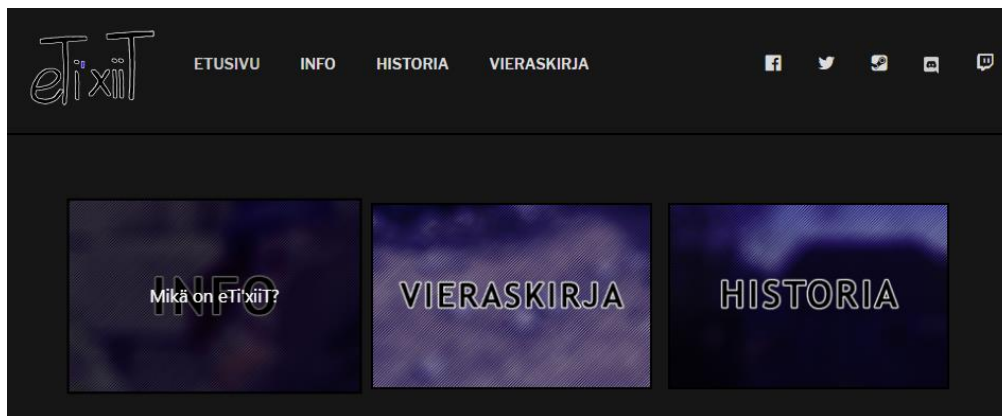 eTi'xiiT
ETUSIVU INFO HISTORIA VIERASKIRJA
INFO
Mikä on eTi'xiiT?
VIERASKIRJA
HISTORIA